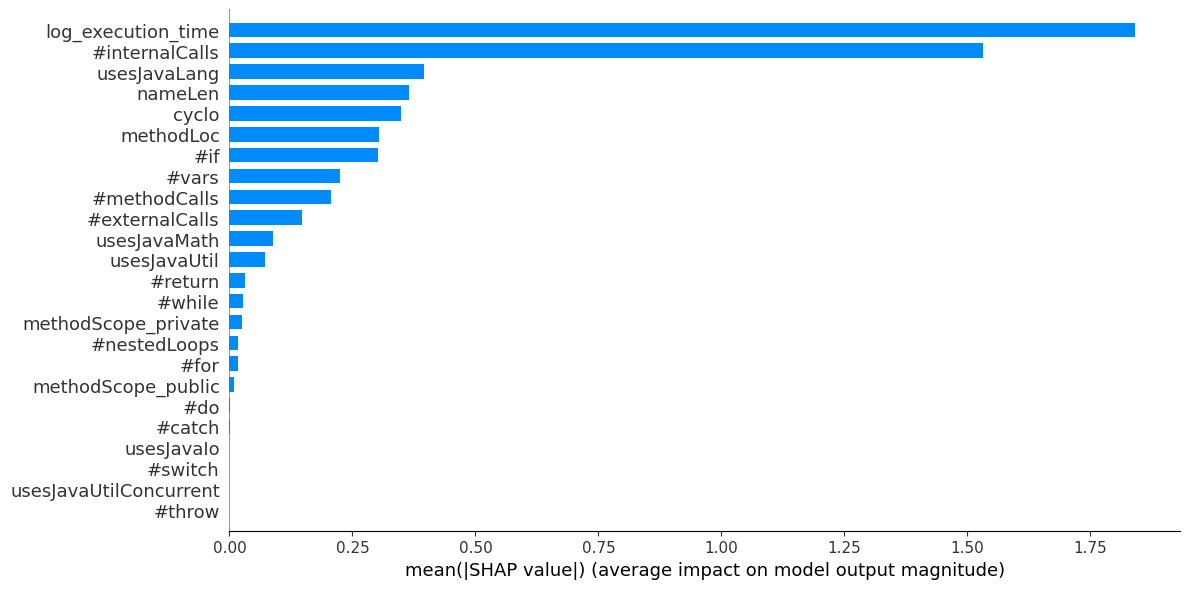 log_execution_time
#internalCalls
usesJavaLang
nameLen
cyclo
methodLoc
#if
#vars
#methodCalls
#externalCalls
usesJavaMath
usesJavaUtil
#return
#while
methodScope_private
#nestedLoops
#for
methodScope_public
#do
#catch
usesJavaIo
#switch
usesJavaUtilConcurrent
#throw
0.00 0.25 0.50 0.75 1.00 1.25 1.50 1.75
mean(|SHAP value|) (average impact on model output magnitude)